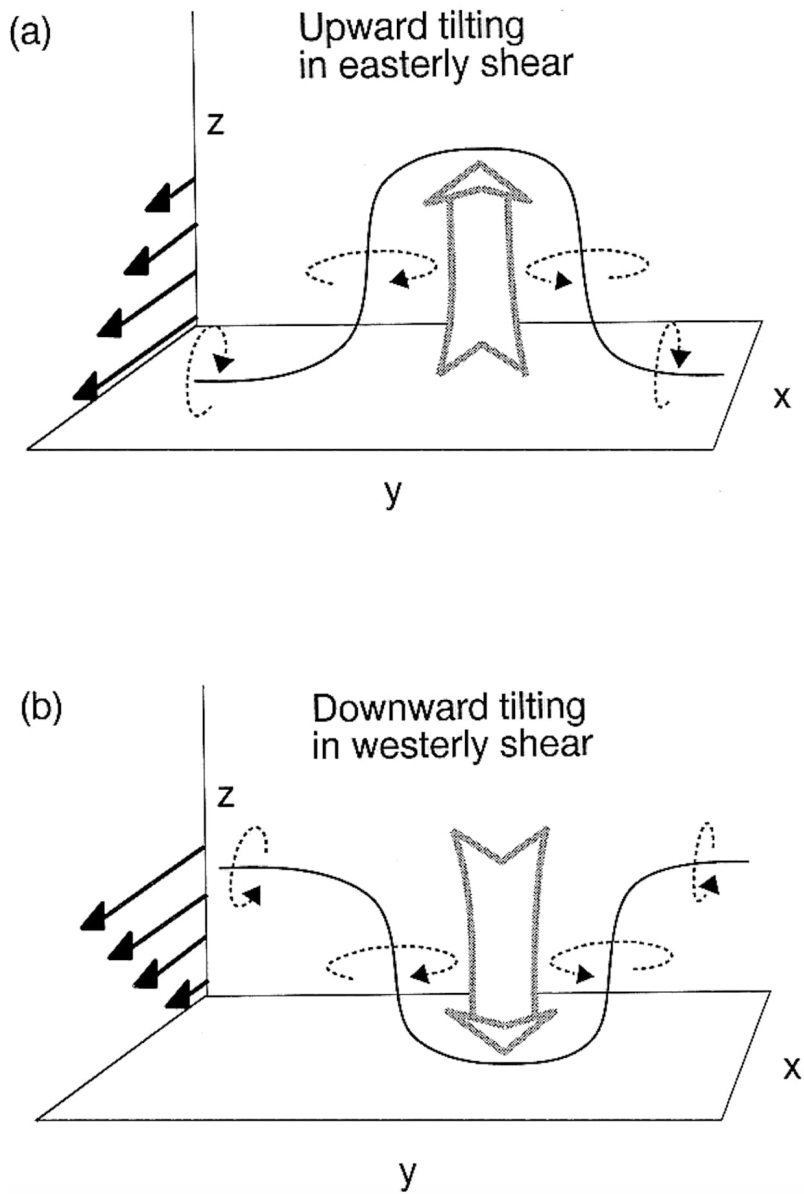 (a)
Upward tilting
in easterly shear
z
x
y
(b)
Downward tilting
in westerly shear
z
x
y